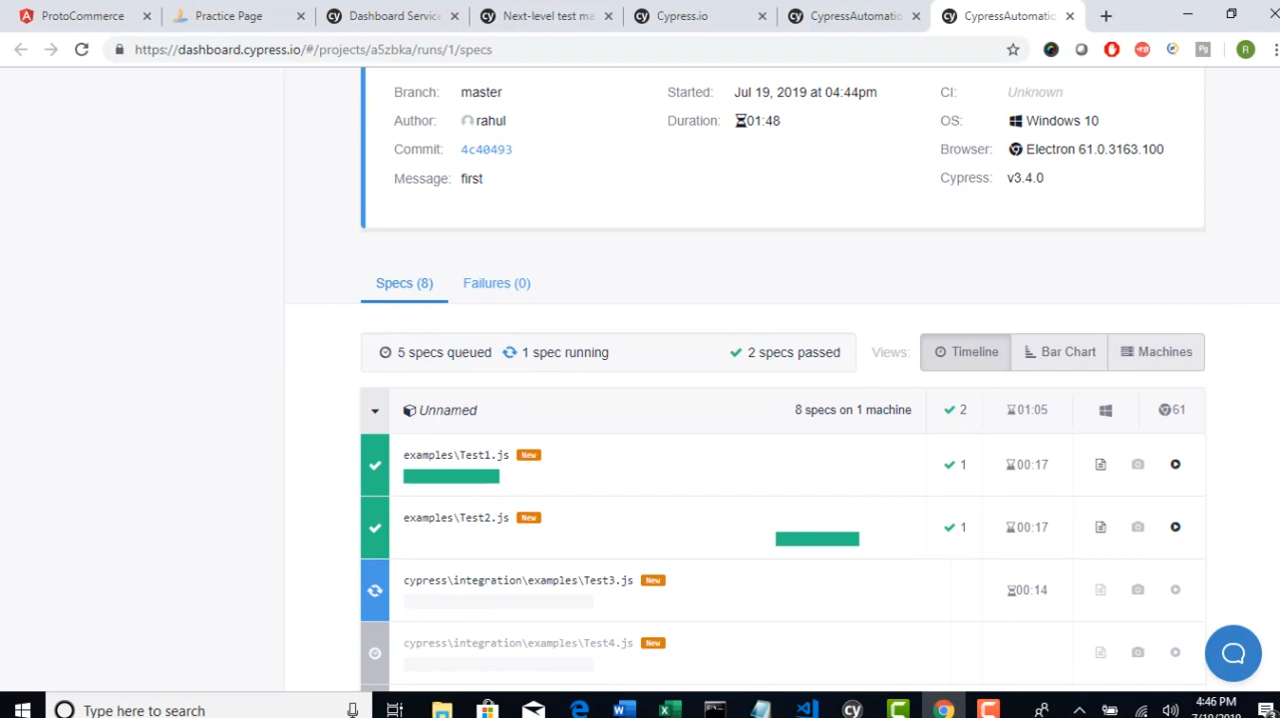 ProtoCommerce
Practice Page
Dashboard Service
Next-level test ma
Cypress.io
CypressAutomatio
CypressAutomatio
https://dashboard.cypress.io/#/projects/a5zbka/runs/1/specs
R
Branch: master
Started: Jul 19, 2019 at 04:44pm
CI: Unknown
Author: rahul
Duration: 01:48
OS: Windows 10
Commit: 4c40493
Browser: Electron 61.0.3163.100
Message: first
Cypress: v3.4.0
Specs (8)
Failures (0)
5 specs queued 1 spec running 2 specs passed
Views: Timeline Bar Chart Machines
Unnamed 8 specs on 1 machine 2 01:05 61
examples\Test1.js New 1 00:17
examples\Test2.js New 1 00:17
cypress\integration\examples\Test3.js New 00:14
cypress\integration\examples\Test4.js New
Type here to search
4:46 PM